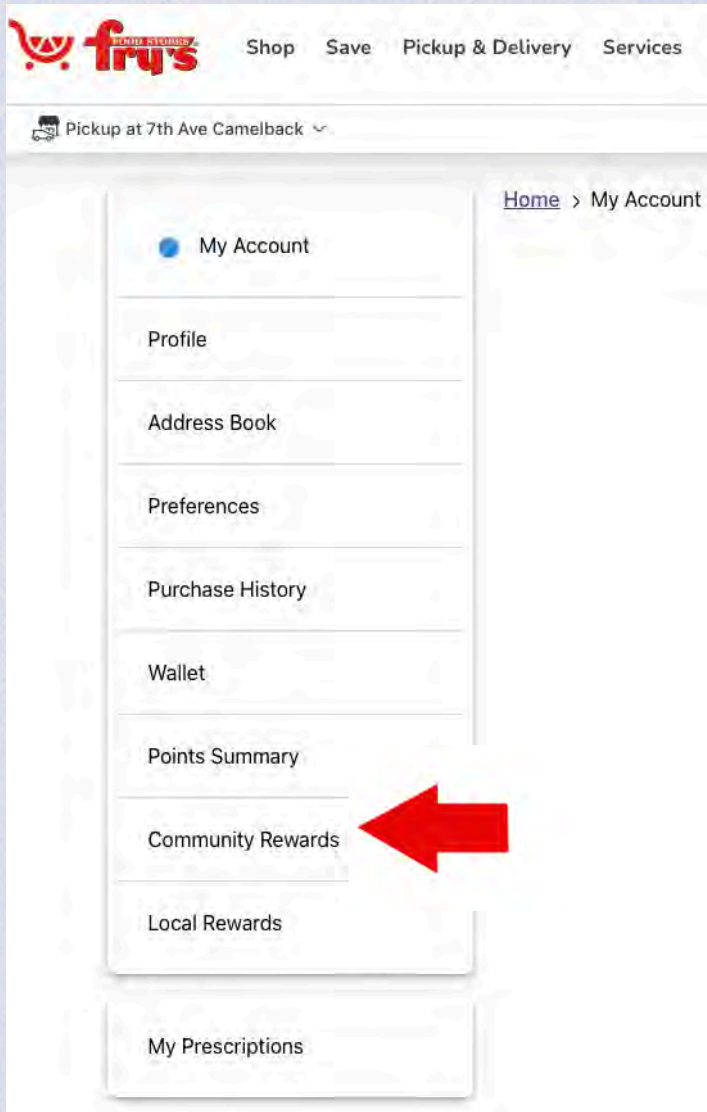 FOOD STORES
fry's
Shop Save Pickup & Delivery Services
Pickup at 7th Ave Camelback
Home > My Account
My Account
Profile
Address Book
Preferences
Purchase History
Wallet
Points Summary
Community Rewards
Local Rewards
My Prescriptions